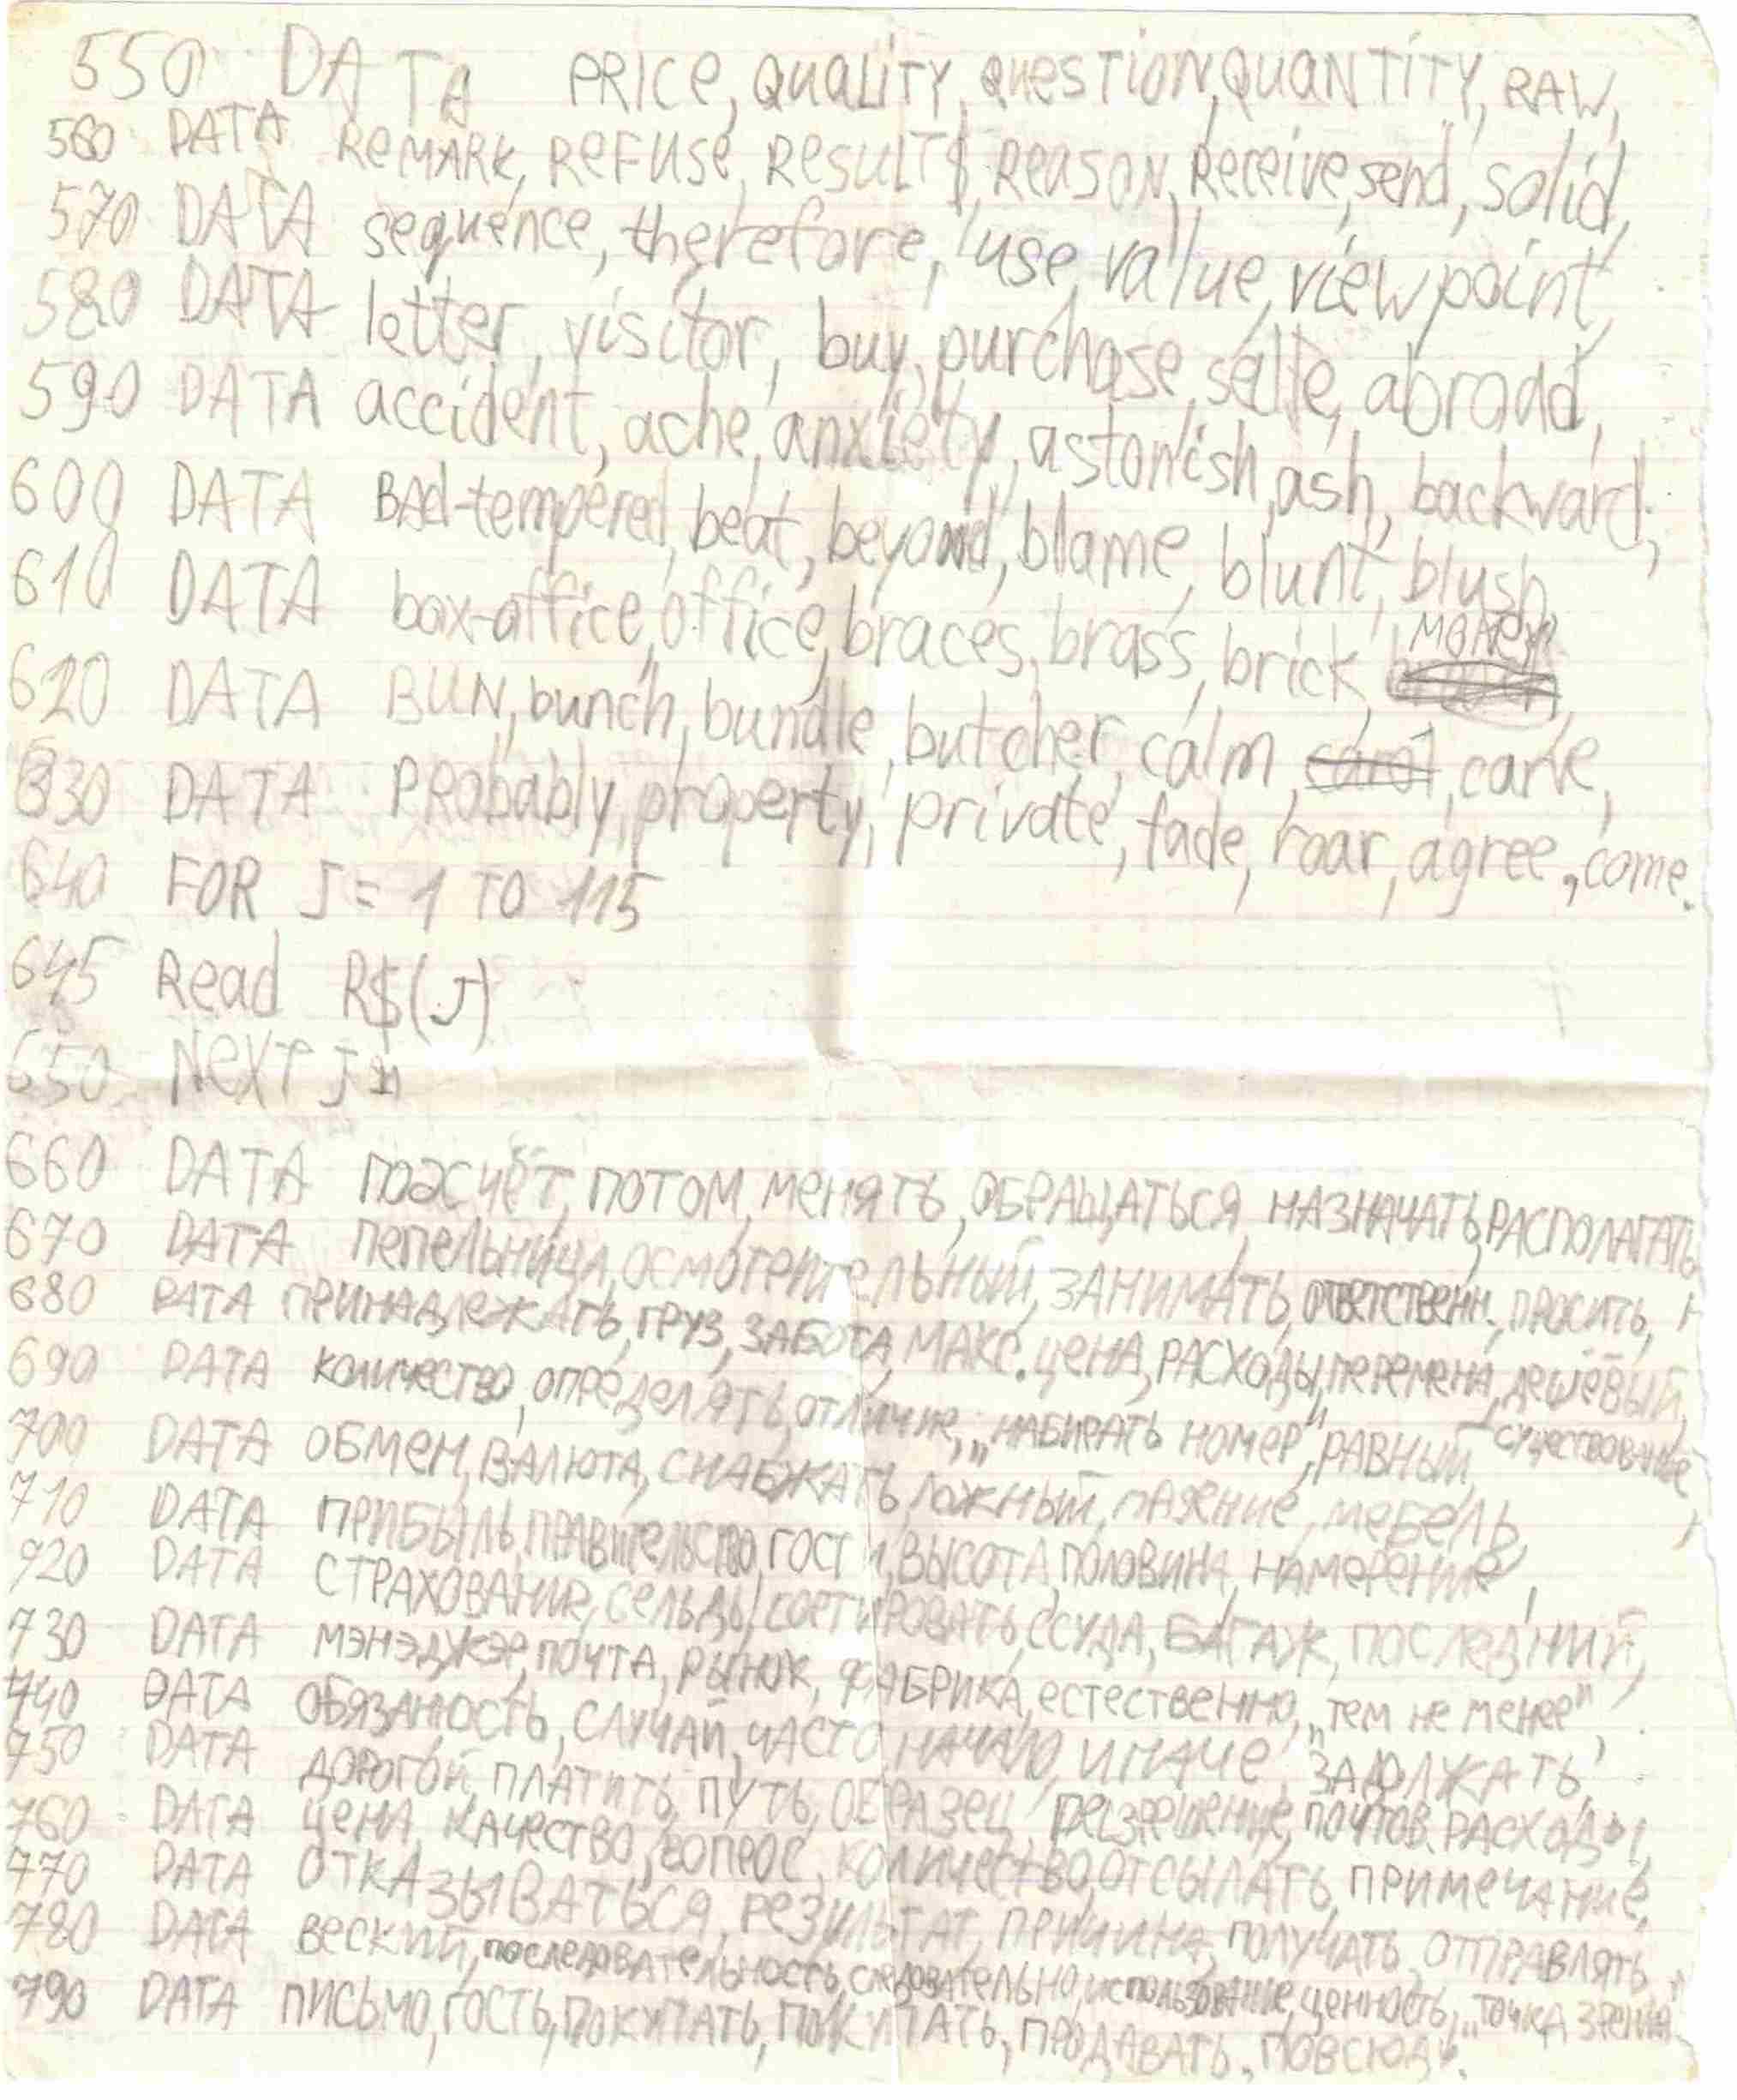 550 DATA PRICE, QUALITY, QUESTION, QUANTITY, RAW,
560 DATA REMARK, REFUSE, RESULT$, REASON, Receive, send, solid,
570 DATA sequence, therefore, use, value, viewpoint,
580 DATA letter, visitor, buy, purchase, abroad,
590 DATA accident, ache, anxiety, astonish, ash, backward,
600 DATA BAd-tempered, beat, beyond, blame, blunt, blush,
610 DATA box-office, office, braces, brass, brick, MONEY,
620 DATA BUN, bunch, bundle, butcher, calm, carve,
630 DATA PRobably, property, private, fade, roar, agree, come.
640 FOR J = 1 TO 115
645 Read R$(J)
650 NeXT J
660 DATA ПОДСЧЁТ, ПОТОМ, МЕНЯТЬ, ОБРАЩАТЬСЯ, НАЗНАЧАТЬ, РАСПОЛАГАТЬ
670 DATA ПЕПЕЛЬНИЦА, ОСМОТРИТЕЛЬНЫЙ, ЗАНИМАТЬ, ОТВЕТСТВЕНН., ПРОСИТЬ,
680 DATA ПРИНАДЛЕЖАТЬ, ГРУЗ, ЗАБОТА, МАКС. ЦЕНА, РАСХОДЫ, ПЕРЕМЕНА, ДЕШЁВЫЙ,
690 DATA КОЛИЧЕСТВО, ОПРЕДЕЛЯТЬ, ОТЛИЧИЕ, „НАБИРАТЬ НОМЕР", РАВНЫЙ, СУЩЕСТВОВАНИЕ,
700 DATA ОБМЕН, ВАЛЮТА, СНАБЖАТЬ, ЛОЖНЫЙ, ПАДЕНИЕ, МЕБЕЛЬ,
710 DATA ПРИБЫЛЬ, ПРАВИТЕЛЬСТВО, ГОСТИ, ВЫСОТА, ПОЛОВИНА, НАМЕРЕНИЕ,
720 DATA СТРАХОВАНИЕ, СЕЛЬДЬ, СОРТИРОВАТЬ, ССУДА, БАГАЖ, ПОСЛЕДНИЙ,
730 DATA МЭНЭДЖЭР, ПОЧТА, РЫНОК, ФАБРИКА, ЕСТЕСТВЕННО, „ТЕМ НЕ МЕНЕЕ",
740 DATA ОБЯЗАНОСТЬ, СЛУЧАЙ, ЧАСТО, НАЧАЛО, ИНАЧЕ, ЗАДОЛЖАТЬ,
750 DATA ДОРОГОЙ, ПЛАТИТЬ, ПУТЬ, ОБРАЗЕЦ, ПОЧТОВ. РАСХОДЫ,
760 DATA ЦЕНА, КАЧЕСТВО, ВОПРОС, КОЛИЧЕСТВО, ОТСЫЛАТЬ, ПРИМЕЧАНИЕ,
770 DATA ОТКАЗЫВАТЬСЯ, РЕЗУЛЬТАТ, ПРИЧИНА, ПОЛУЧАТЬ, ОТПРАВЛЯТЬ,
780 DATA ВЕСКИЙ, ПОСЛЕДОВАТЕЛЬНОСТЬ, СЛЕДОВАТЕЛЬНО, ИСПОЛЬЗОВАНИЕ, ЦЕННОСТЬ, „ТОЧКА ЗРЕНИЯ"
790 DATA ПИСЬМО, ГОСТЬ, ПОКУПАТЬ, ПОКУПАТЬ, ПРОДАВАТЬ, ПОВСЮДУ.